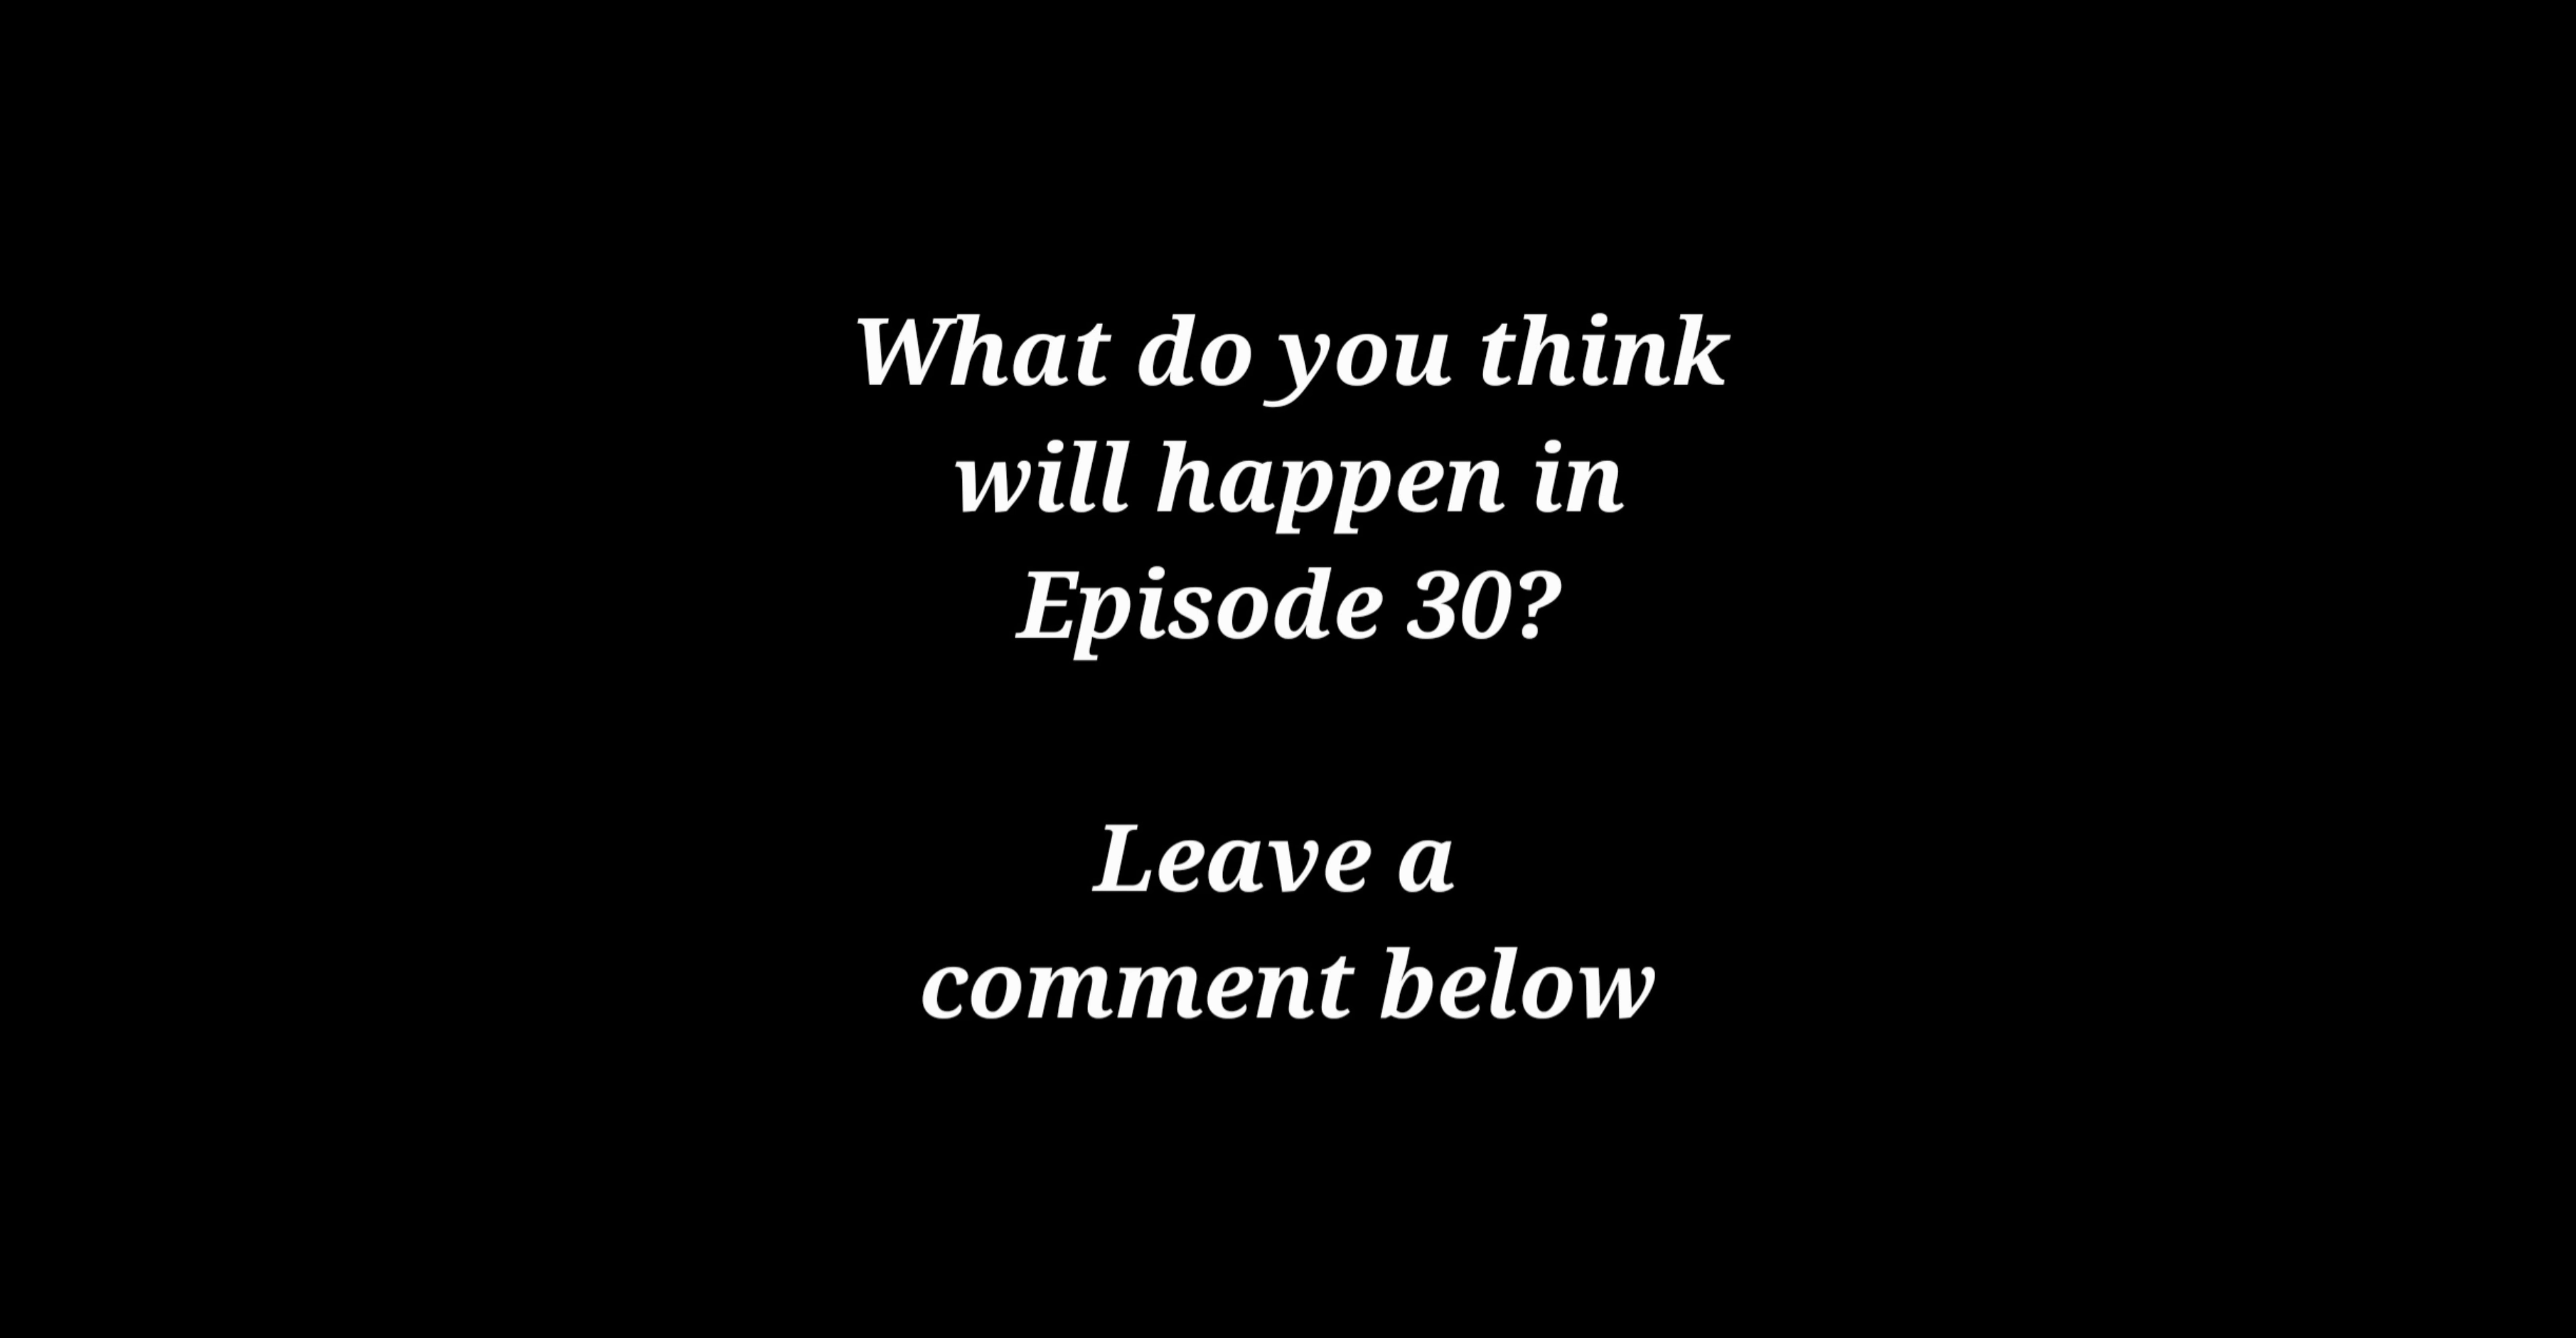 What do you think
will happen in
Episode 30?
Leave a
comment below